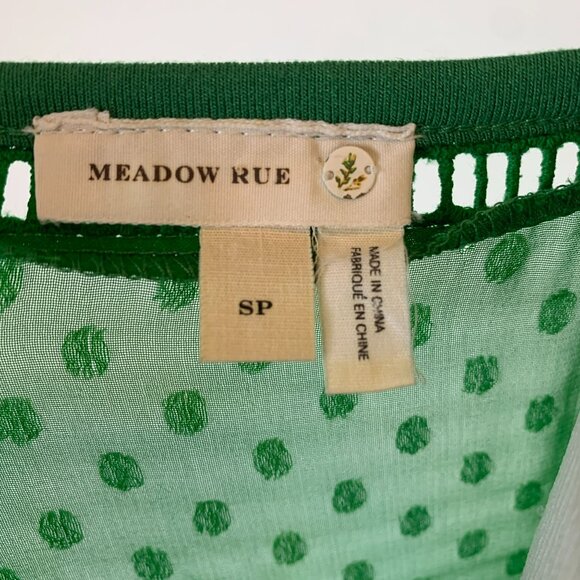 MEADOW RUE
SP
MADE IN CHINA
FABRIQUÉ EN CHINE